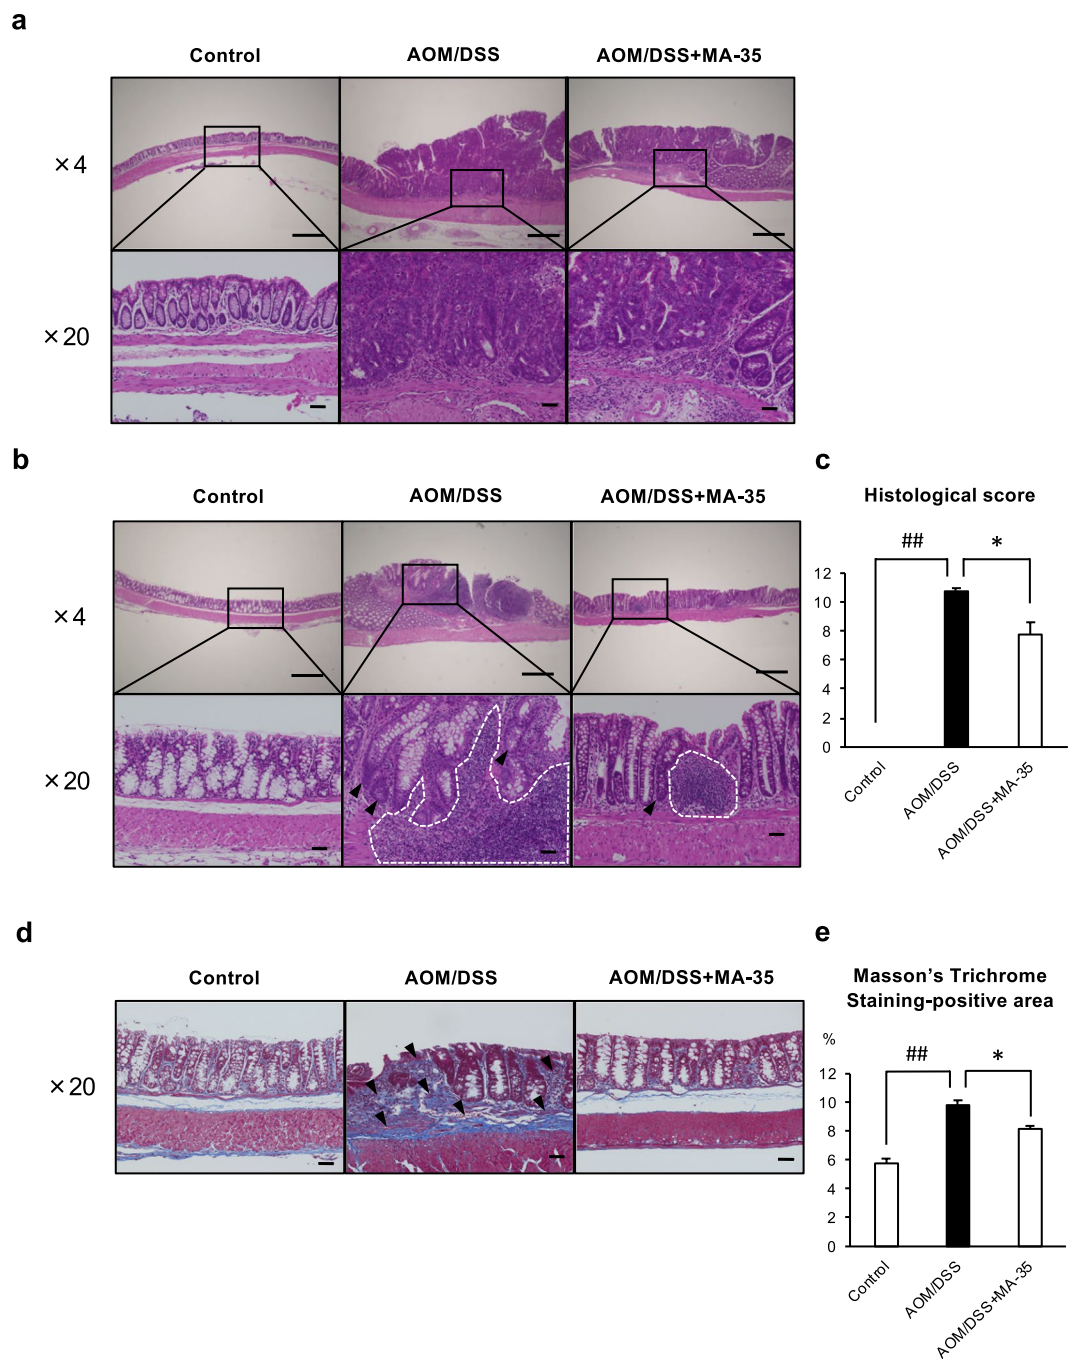 a
Control
AOM/DSS
AOM/DSS+MA-35
×4
×20
b
Control
AOM/DSS
AOM/DSS+MA-35
×4
×20
c
Histological score
##
*
12
10
8
6
4
2
0
Control
AOM/DSS
AOM/DSS+MA-35
d
Control
AOM/DSS
AOM/DSS+MA-35
×20
e
Masson's Trichrome
Staining-positive area
%
##
*
12
10
8
6
4
2
0
Control
AOM/DSS
AOM/DSS+MA-35